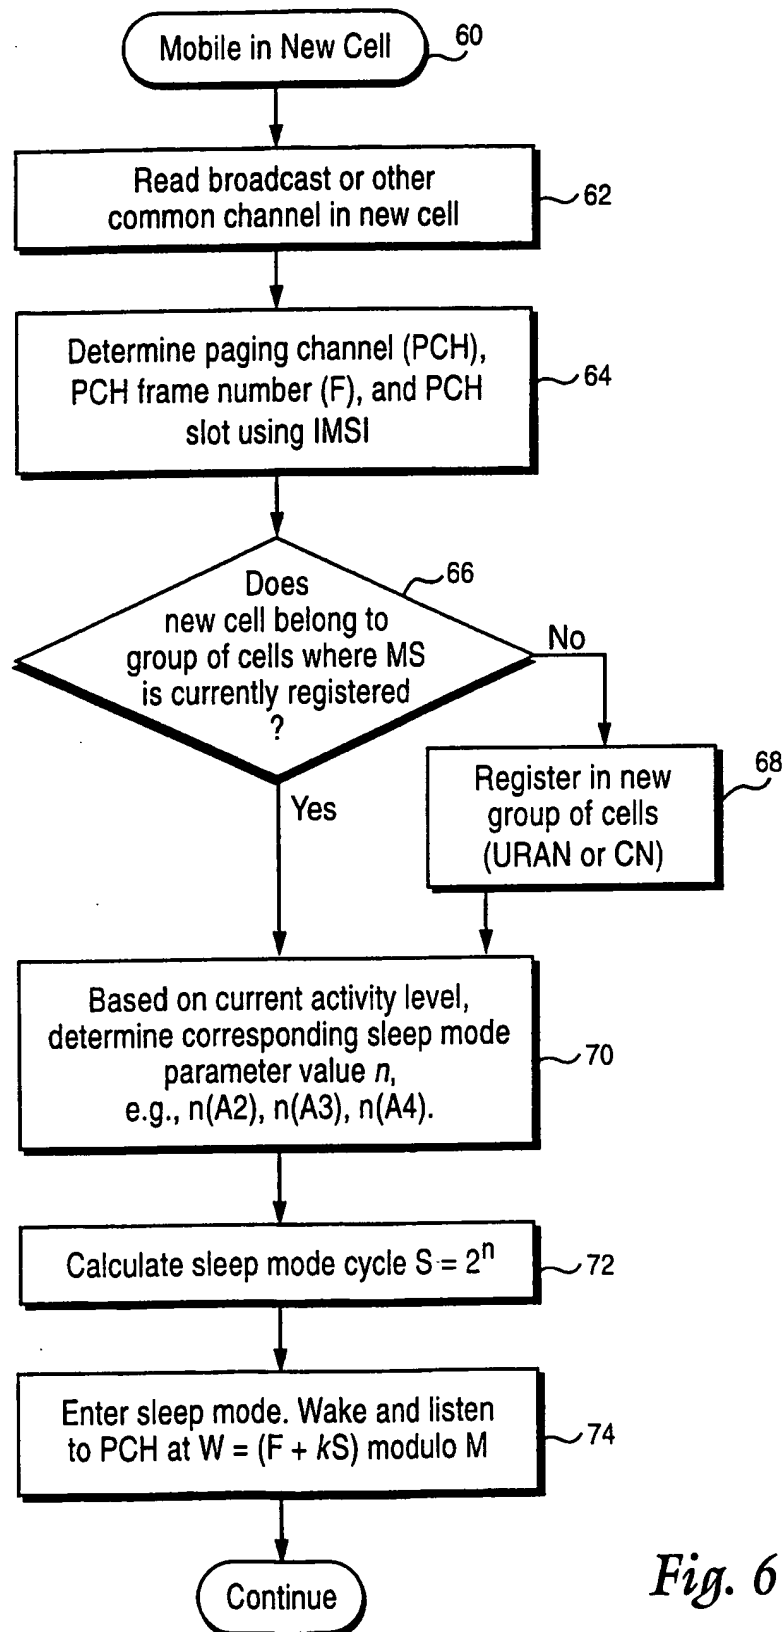 Mobile in New Cell
60
Read broadcast or other
common channel in new cell
62
Determine paging channel (PCH),
PCH frame number (F), and PCH
slot using IMSI
64
Does
new cell belong to
group of cells where MS
is currently registered
?
66
No
Yes
Register in new
group of cells
(URAN or CN)
68
Based on current activity level,
determine corresponding sleep mode
parameter value n,
e.g., n(A2), n(A3), n(A4).
70
Calculate sleep mode cycle S = 2ⁿ
72
Enter sleep mode. Wake and listen
to PCH at W = (F + kS) modulo M
74
Continue
Fig. 6